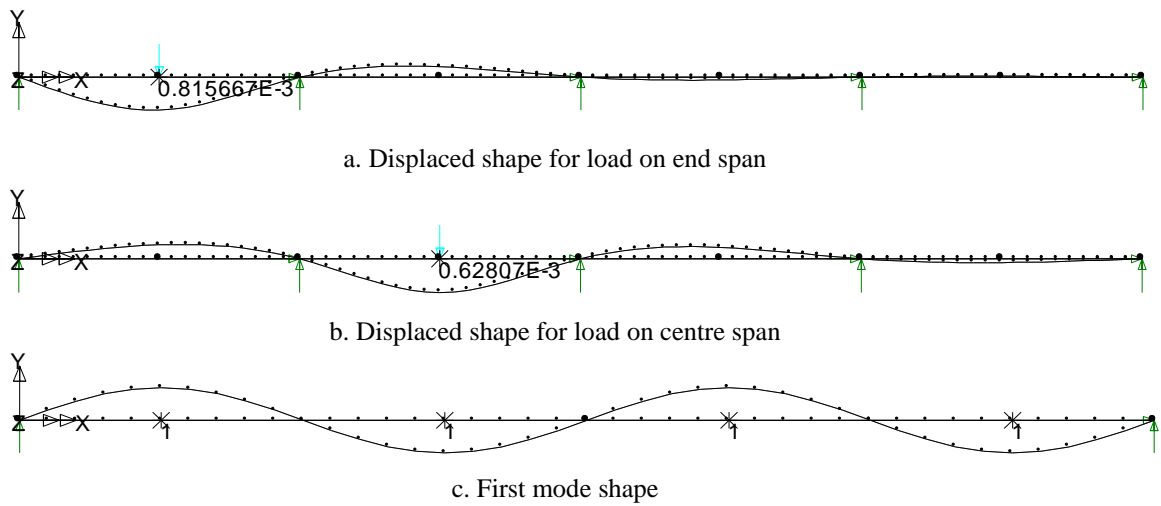 Y
Z X
0.815667E-3
a. Displaced shape for load on end span
Y
Z X
0.62807E-3
b. Displaced shape for load on centre span
Y
Z X 1 1 1 1
c. First mode shape